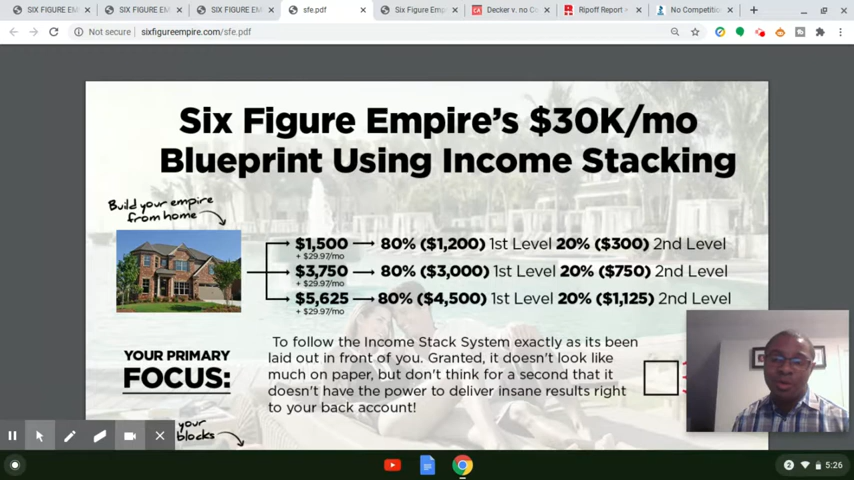 SIX FIGURE EMP
SIX FIGURE EM
SIX FIGURE EM
sfe.pdf
Six Figure Emp
Decker v. no Co
Ripoff Report
No Competitio
Not secure
sixfigureempire.com/sfe.pdf
Six Figure Empire's $30K/mo
Blueprint Using Income Stacking
Build your empire
from home
$1,500 80% ($1,200) 1st Level 20% ($300) 2nd Level
+ $29.97/mo
$3,750 80% ($3,000) 1st Level 20% ($750) 2nd Level
+ $29.97/mo
$5,625 80% ($4,500) 1st Level 20% ($1,125) 2nd Level
+ $29.97/mo
YOUR PRIMARY
FOCUS:
To follow the Income Stack System exactly as its been
laid out in front of you. Granted, it doesn't look like
much on paper, but don't think for a second that it
doesn't have the power to deliver insane results right
to your back account!
your
blocks
2
5:26